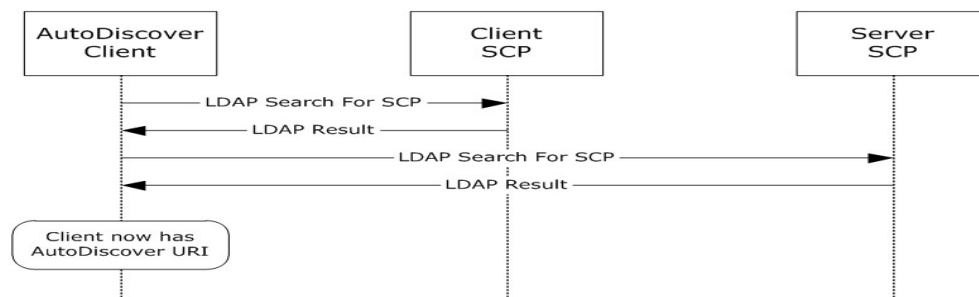 AutoDiscover
Client
Client
SCP
Server
SCP
LDAP Search For SCP
LDAP Result
LDAP Search For SCP
LDAP Result
Client now has
AutoDiscover URI